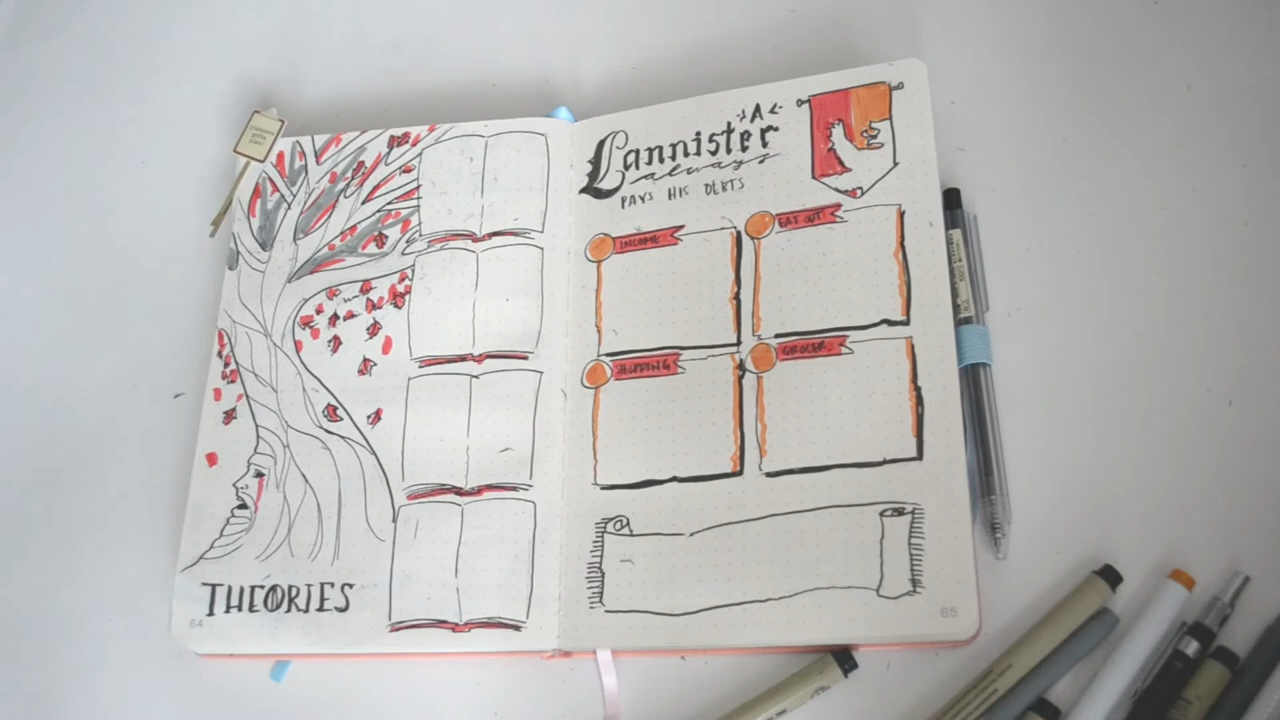 THEORIES
64
A
Lannister
always
PAYS HIS DEBTS
INCOME
EAT OUT
SHOPPING
GROCER
65